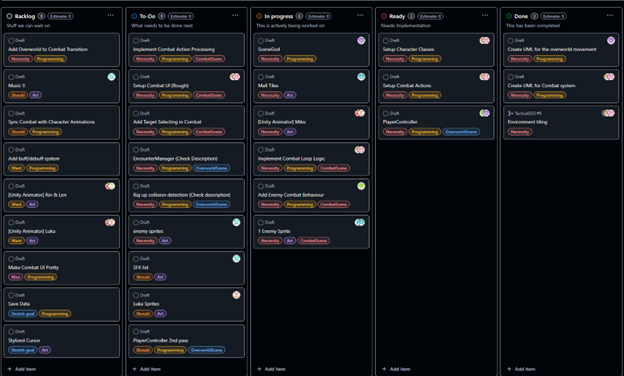 Backlog 9 Estimate: 0 ...
Stuff we can wait on
Draft
Add Overworld to Combat Transition
Necessity Programming
Draft
Music !!
Should Art
Draft
Sync Combat with Character Animations
Should Programming
Draft
Add buff/debuff system
Want Programming
Draft
[Unity Animator] Rin & Len
Want Art
Draft
[Unity Animator] Luka
Want Art
Draft
Make Combat UI Pretty
Nice Programming
Draft
Save Data
Stretch goal Programming
Draft
Stylized Cursor
Stretch goal Art
+ Add item
To-Do 9 Estimate: 0 ...
What needs to be done next
Draft
Implement Combat Action Processing
Necessity Programming CombatScene
Draft
Setup Combat UI (Rough)
Necessity Programming CombatScene
Draft
Add Target Selecting in Combat
Necessity Programming CombatScene
Draft
EncounterManager (Check Description)
Necessity Programming OverworldScene
Draft
Rig up collision detection (Check description)
Necessity Programming OverworldScene
Draft
enemy sprites
Necessity Art
Draft
SFX list
Should Art
Draft
Luka Sprites
Should Art
Draft
PlayerController 2nd pass
Should Programming OverworldScene
+ Add item
In progress 6 Estimate: 0 ...
This is actively being worked on
Draft
SceneGod
Necessity Programming
Draft
Mall Tiles
Necessity Art
Draft
[Unity Animator] Miku
Necessity Art
Draft
Implement Combat Loop Logic
Necessity Programming CombatScene
Draft
Add Enemy Combat Behaviour
Necessity Programming CombatScene
Draft
1 Enemy Sprite
Necessity Art CombatScene
+ Add item
Ready 3 Estimate: 0 ...
Needs Implementation
Draft
Setup Character Classes
Necessity Programming
Draft
Setup Combat Actions
Necessity Programming
Draft
PlayerController
Necessity Programming OverworldScene
+ Add item
Done 3 Estimate: 0 ...
This has been completed
Draft
Create UML for the overworld movement
Necessity Programming
Draft
Create UML for Combat system
Necessity Programming
Environment tiling
Necessity
+ Add item